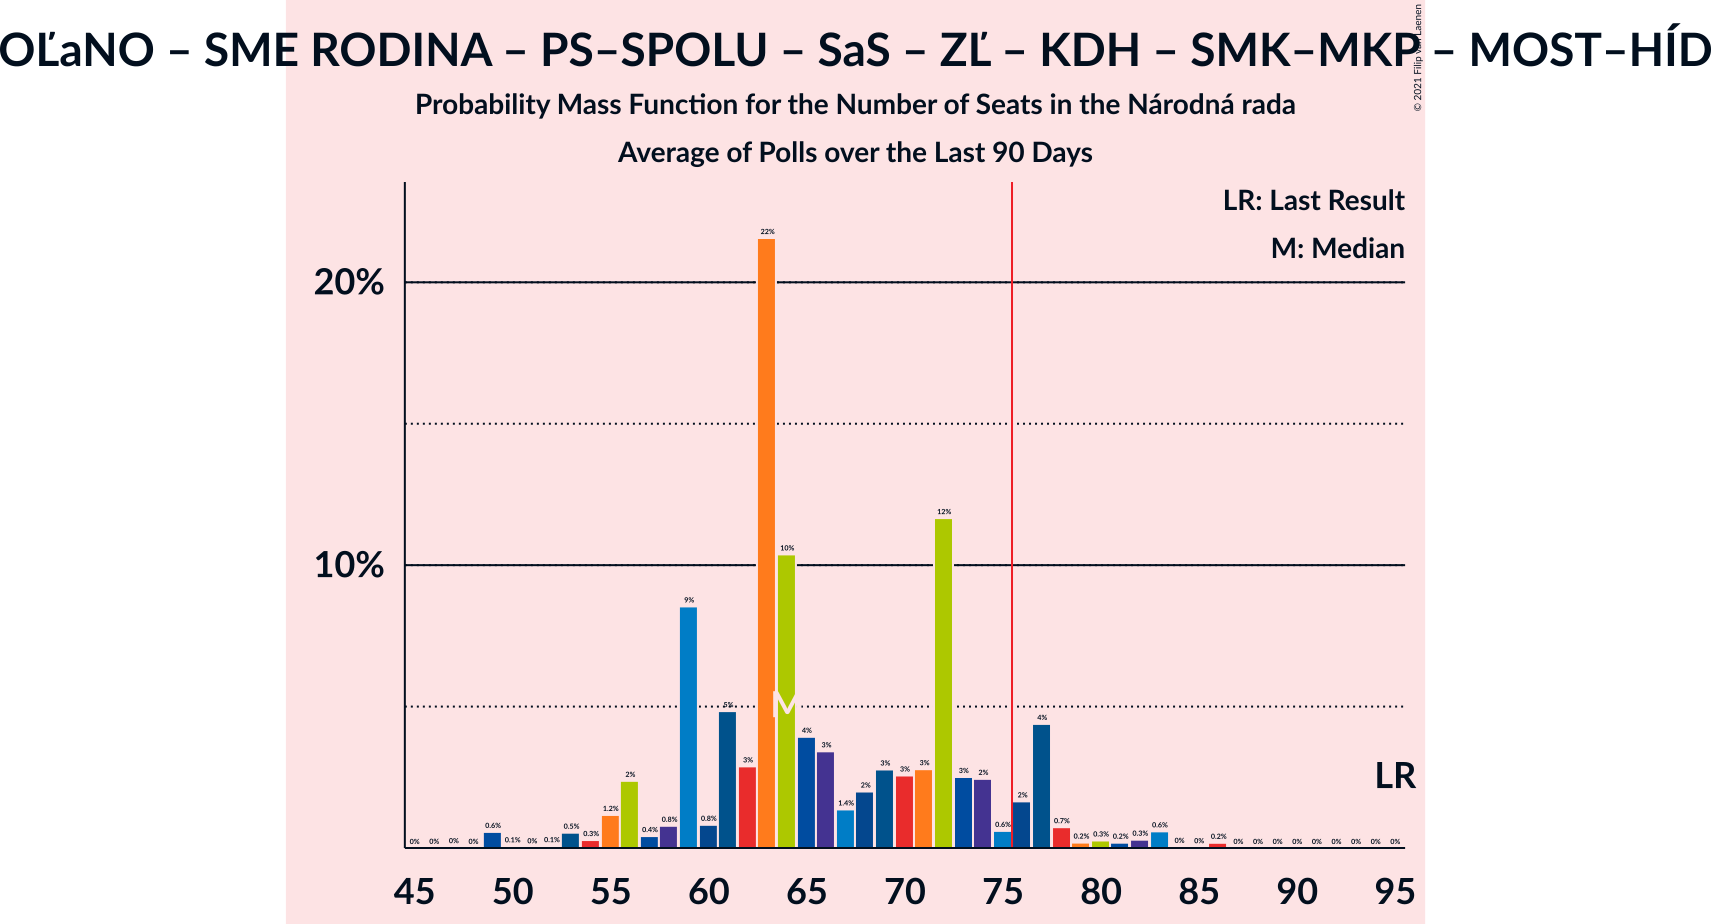 OĽaNO – SME RODINA – PS–SPOLU – SaS – ZĽ – KDH – SMK–MKP – MOST–HÍD
Probability Mass Function for the Number of Seats in the Národná rada
Average of Polls over the Last 90 Days
© 2021 Filip van Laenen
LR: Last Result
M: Median
20%
10%
0% 0% 0% 0% 0.6% 0.1% 0% 0.1% 0.5% 0.3% 1.2% 2% 0.4% 0.8% 9% 0.8% 5% 3% 22% 10% 4% 3% 1.4% 2% 3% 3% 3% 12% 3% 2% 0.6% 2% 4% 0.7% 0.2% 0.3% 0.2% 0.3% 0.6% 0% 0% 0.2% 0% 0% 0% 0% 0% 0% 0% 0% 0%
M
LR
45 50 55 60 65 70 75 80 85 90 95